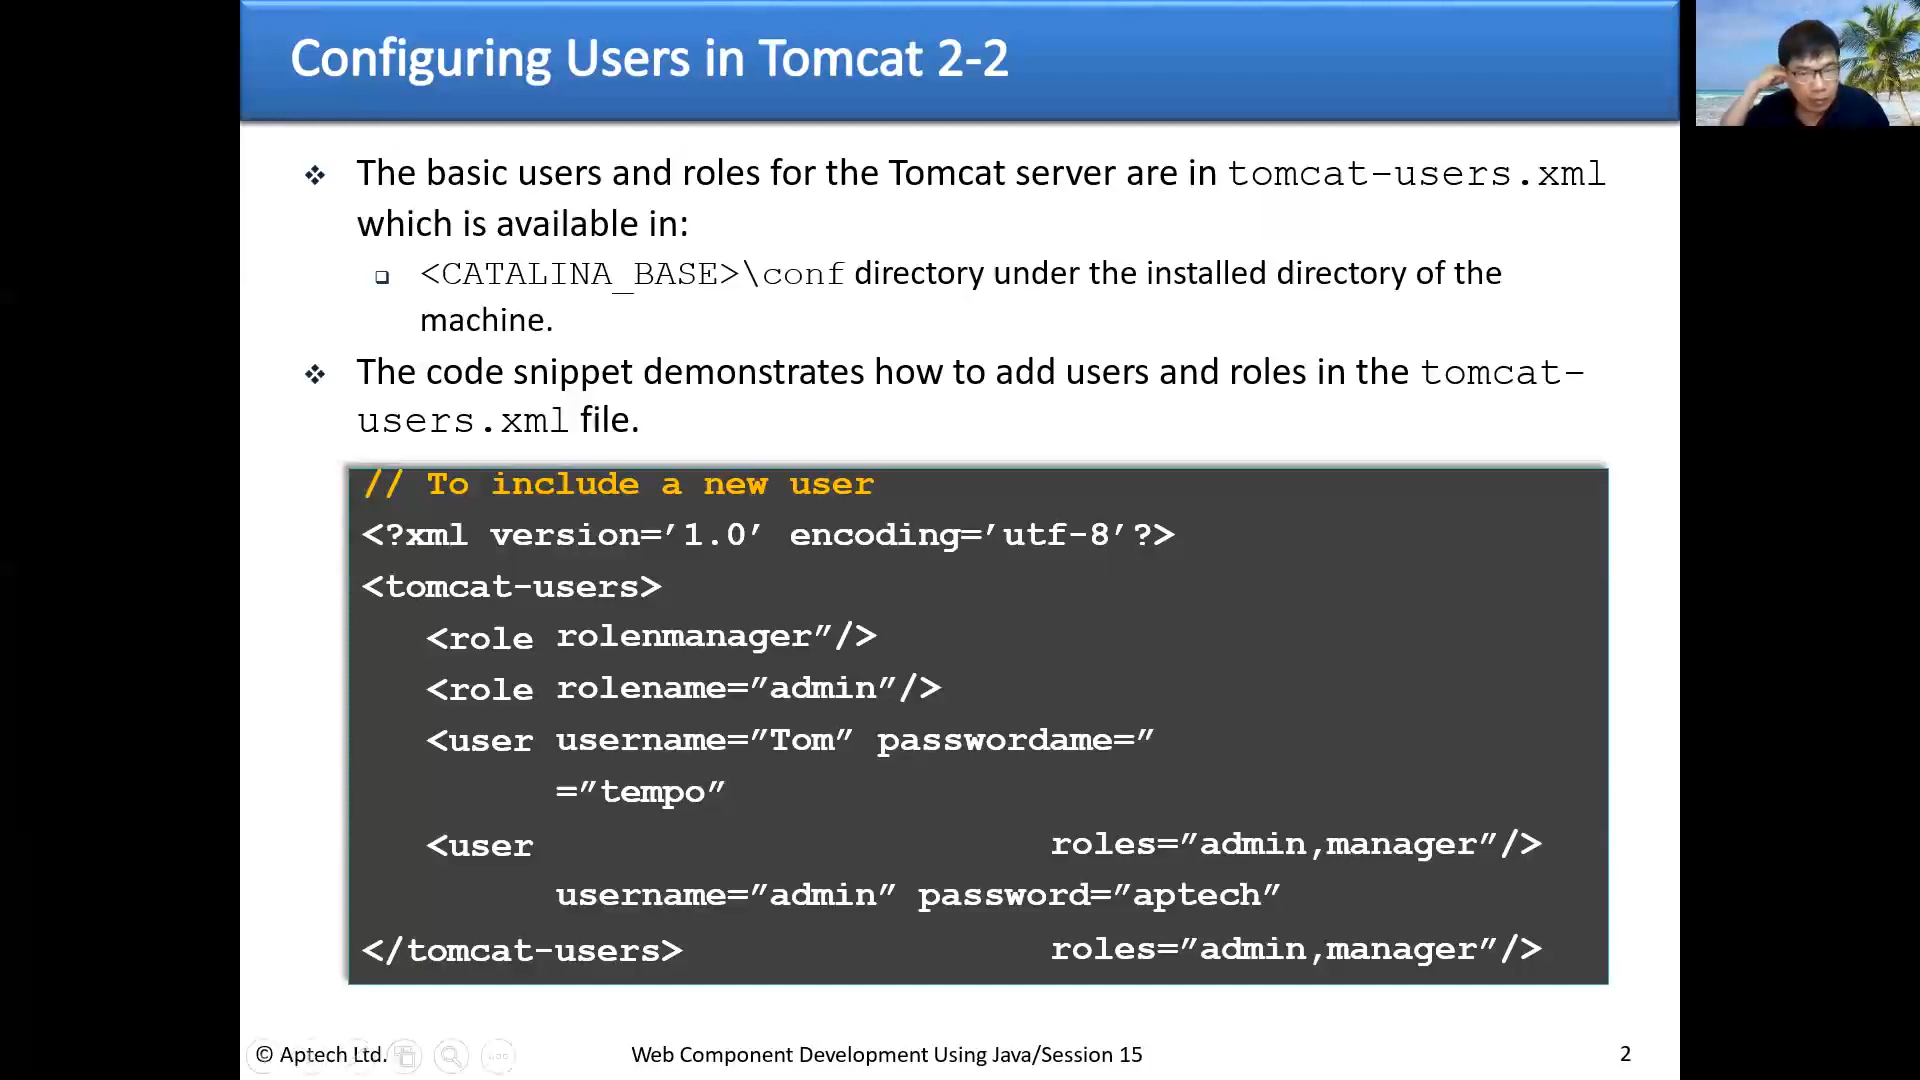 Configuring Users in Tomcat 2-2
The basic users and roles for the Tomcat server are in tomcat-users.xml
which is available in:
<CATALINA_BASE>\conf directory under the installed directory of the
machine.
The code snippet demonstrates how to add users and roles in the tomcat-
users.xml file.
// To include a new user
<?xml version=’1.0’ encoding=’utf-8’?>
<tomcat-users>
<role rolenmanager”/>
<role rolename=”admin”/>
<user username=”Tom” passwordame=”
=”tempo”
<user roles=”admin,manager”/>
username=”admin” password=”aptech”
</tomcat-users> roles=”admin,manager”/>
© Aptech Ltd. Web Component Development Using Java/Session 15 2